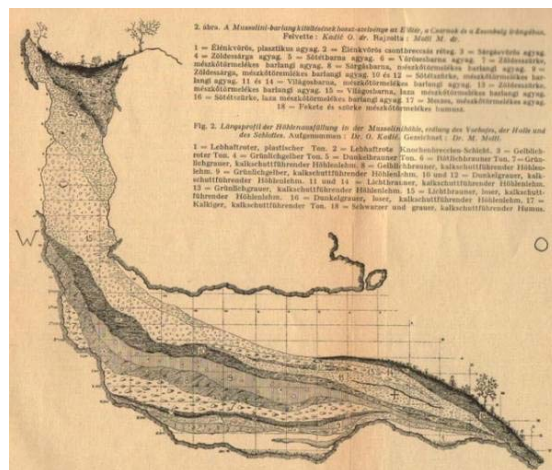 2. ábra. A Mussolini-barlang kitöltésének hossz-szelvénye az Előtér, a Csarnok és a Folyosó irányában.
Felvette: Kadić O. dr. Rajzolta: Mottl M. dr.
1 = Élénkvörös, plasztikus agyag. 2 = Élénkvörös csontbreccsiás réteg. 3 = Sárgásvörös agyag.
4 = Zöldessárga agyag. 5 = Sötétbarna agyag. 6 = Vörösesbarna agyag. 7 = Zöldesszürke,
mészkőtörmelékes barlangi agyag. 8 = Sárgásbarna, mészkőtörmelékes barlangi agyag. 9 =
Zöldessárga, mészkőtörmelékes barlangi agyag. 10 és 12 = Sötétszürke, mészkőtörmelékes bar-
langi agyag. 11 és 14 = Világosbarna, mészkőtörmelékes barlangi agyag. 13 = Zöldesszürke,
mészkőtörmelékes barlangi agyag. 15 = Világosbarna, laza mészkőtörmelékes barlangi agyag.
16 = Sötétszürke, laza mészkőtörmelékes barlangi agyag. 17 = Meszes, mészkőtörmelékes agyag.
18 = Fekete és szürke mészkőtörmelékes humusz.
Fig. 2. Längsprofil der Höhlenausfüllung in der Mussolinihöhle, entlang des Vorhofes, der Halle und
des Schlottes. Aufgenommen: Dr. O. Kadić. Gezeichnet: Dr. M. Mottl.
1 = Lebhaftroter, plastischer Ton. 2 = Lebhaftrote Knochenbreccien-Schicht. 3 = Gelblich-
roter Ton. 4 = Grünlichgelber Ton. 5 = Dunkelbrauner Ton. 6 = Rötlichbrauner Ton. 7 = Grün-
lichgrauer, kalkschuttführender Höhlenlehm. 8 = Gelblichbrauner, kalkschuttführender Höhlen-
lehm. 9 = Grünlichgelber, kalkschuttführender Höhlenlehm. 10 und 12 = Dunkelgrauer, kalk-
schuttführender Höhlenlehm. 11 und 14 = Lichtbrauner, kalkschuttführender Höhlenlehm.
13 = Grünlichgrauer, kalkschuttführender Höhlenlehm. 15 = Lichtbrauner, loser, kalkschutt-
führender Höhlenlehm. 16 = Dunkelgrauer, loser, kalkschuttführender Höhlenlehm. 17 =
Kalkiger, kalkschuttführender Ton. 18 = Schwarzer und grauer, kalkschuttführender Humus.
W
O
15